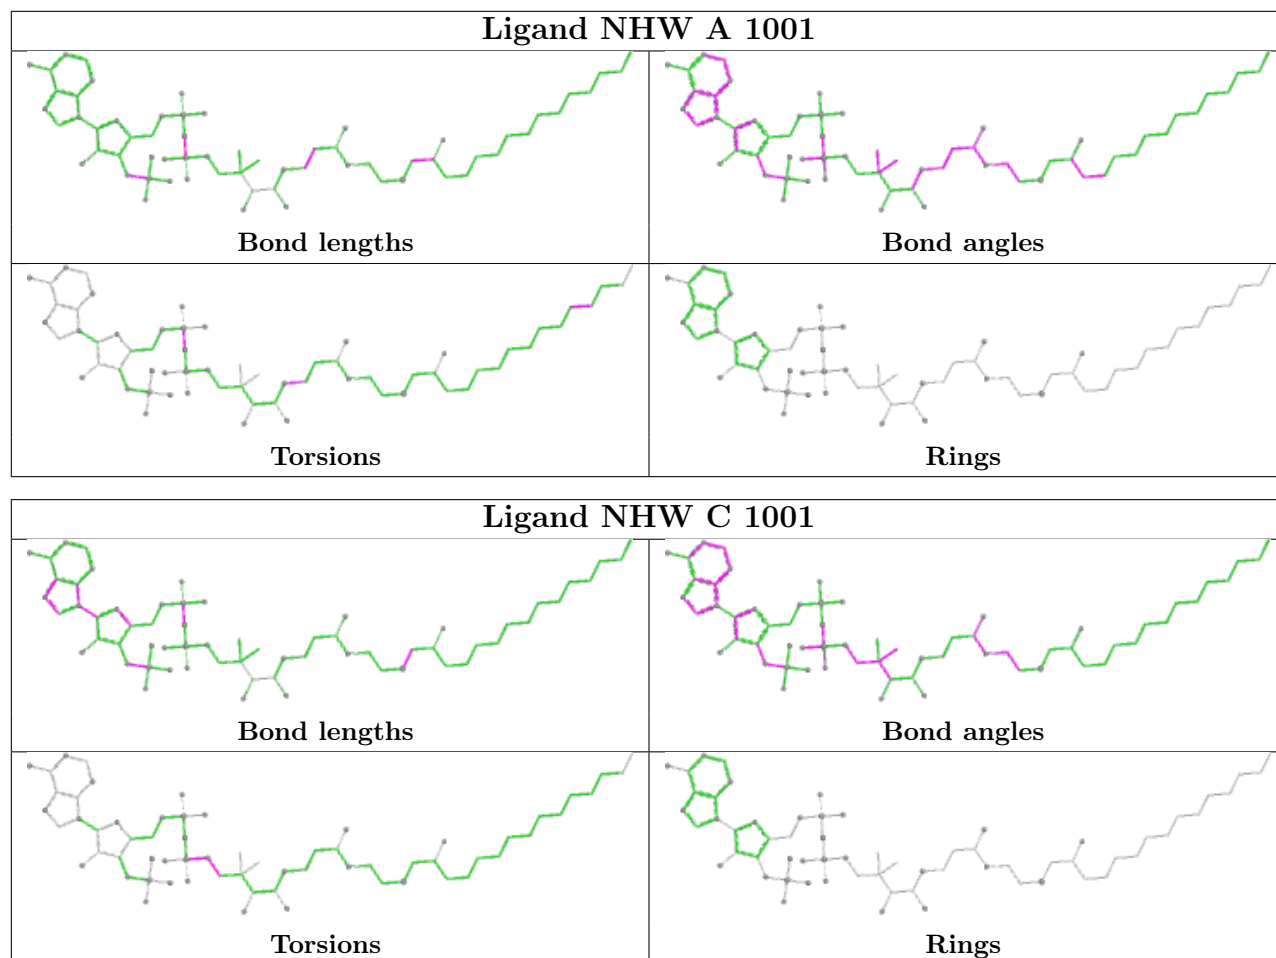 Ligand NHW A 1001
Bond lengths
Bond angles
Torsions
Rings
Ligand NHW C 1001
Bond lengths
Bond angles
Torsions
Rings